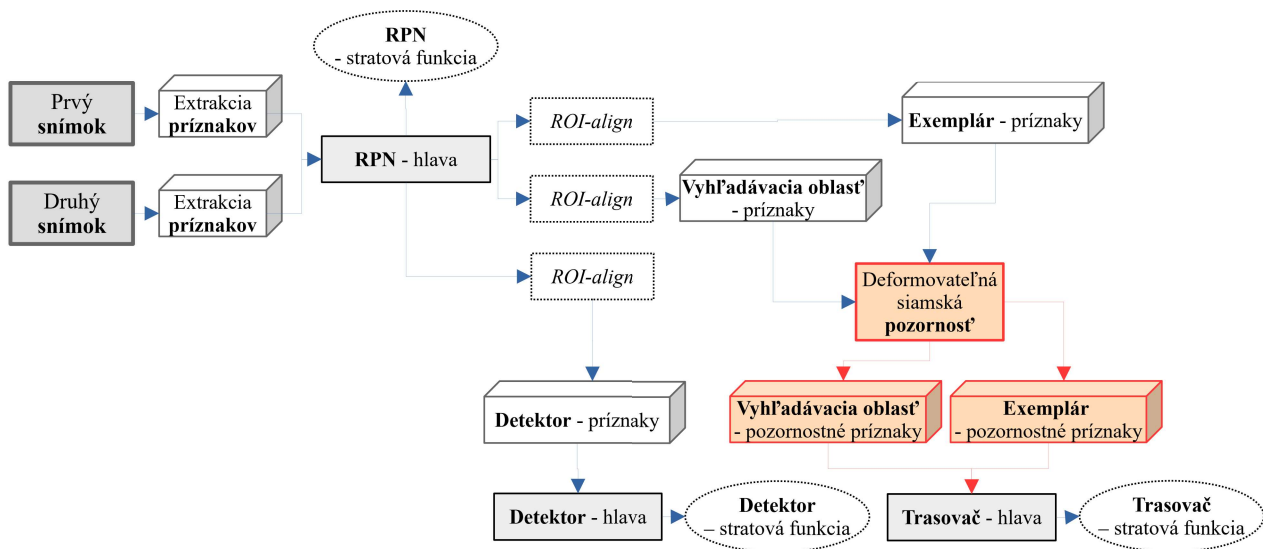 RPN
- stratová funkcia
Prvý
snímok
Extrakcia
príznakov
ROI-align
Exemplár - príznaky
RPN - hlava
Druhý
snímok
Extrakcia
príznakov
ROI-align
Vyhľadávacia oblasť
- príznaky
ROI-align
Deformovateľná
siamská
pozornosť
Detektor - príznaky
Vyhľadávacia oblasť
- pozornostné príznaky
Exemplár
- pozornostné príznaky
Detektor - hlava
Detektor
– stratová funkcia
Trasovač - hlava
Trasovač
– stratová funkcia